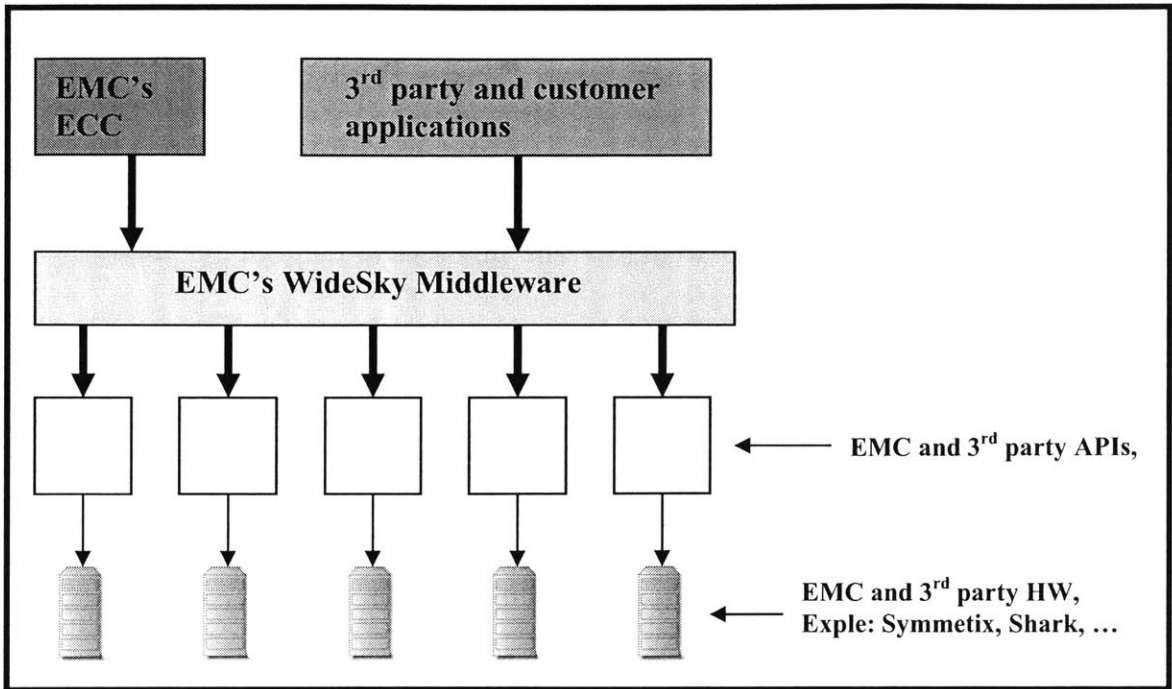 EMC's
ECC
3rd party and customer
applications
EMC's WideSky Middleware
EMC and 3rd party APIs,
EMC and 3rd party HW,
Exple: Symmetix, Shark, …